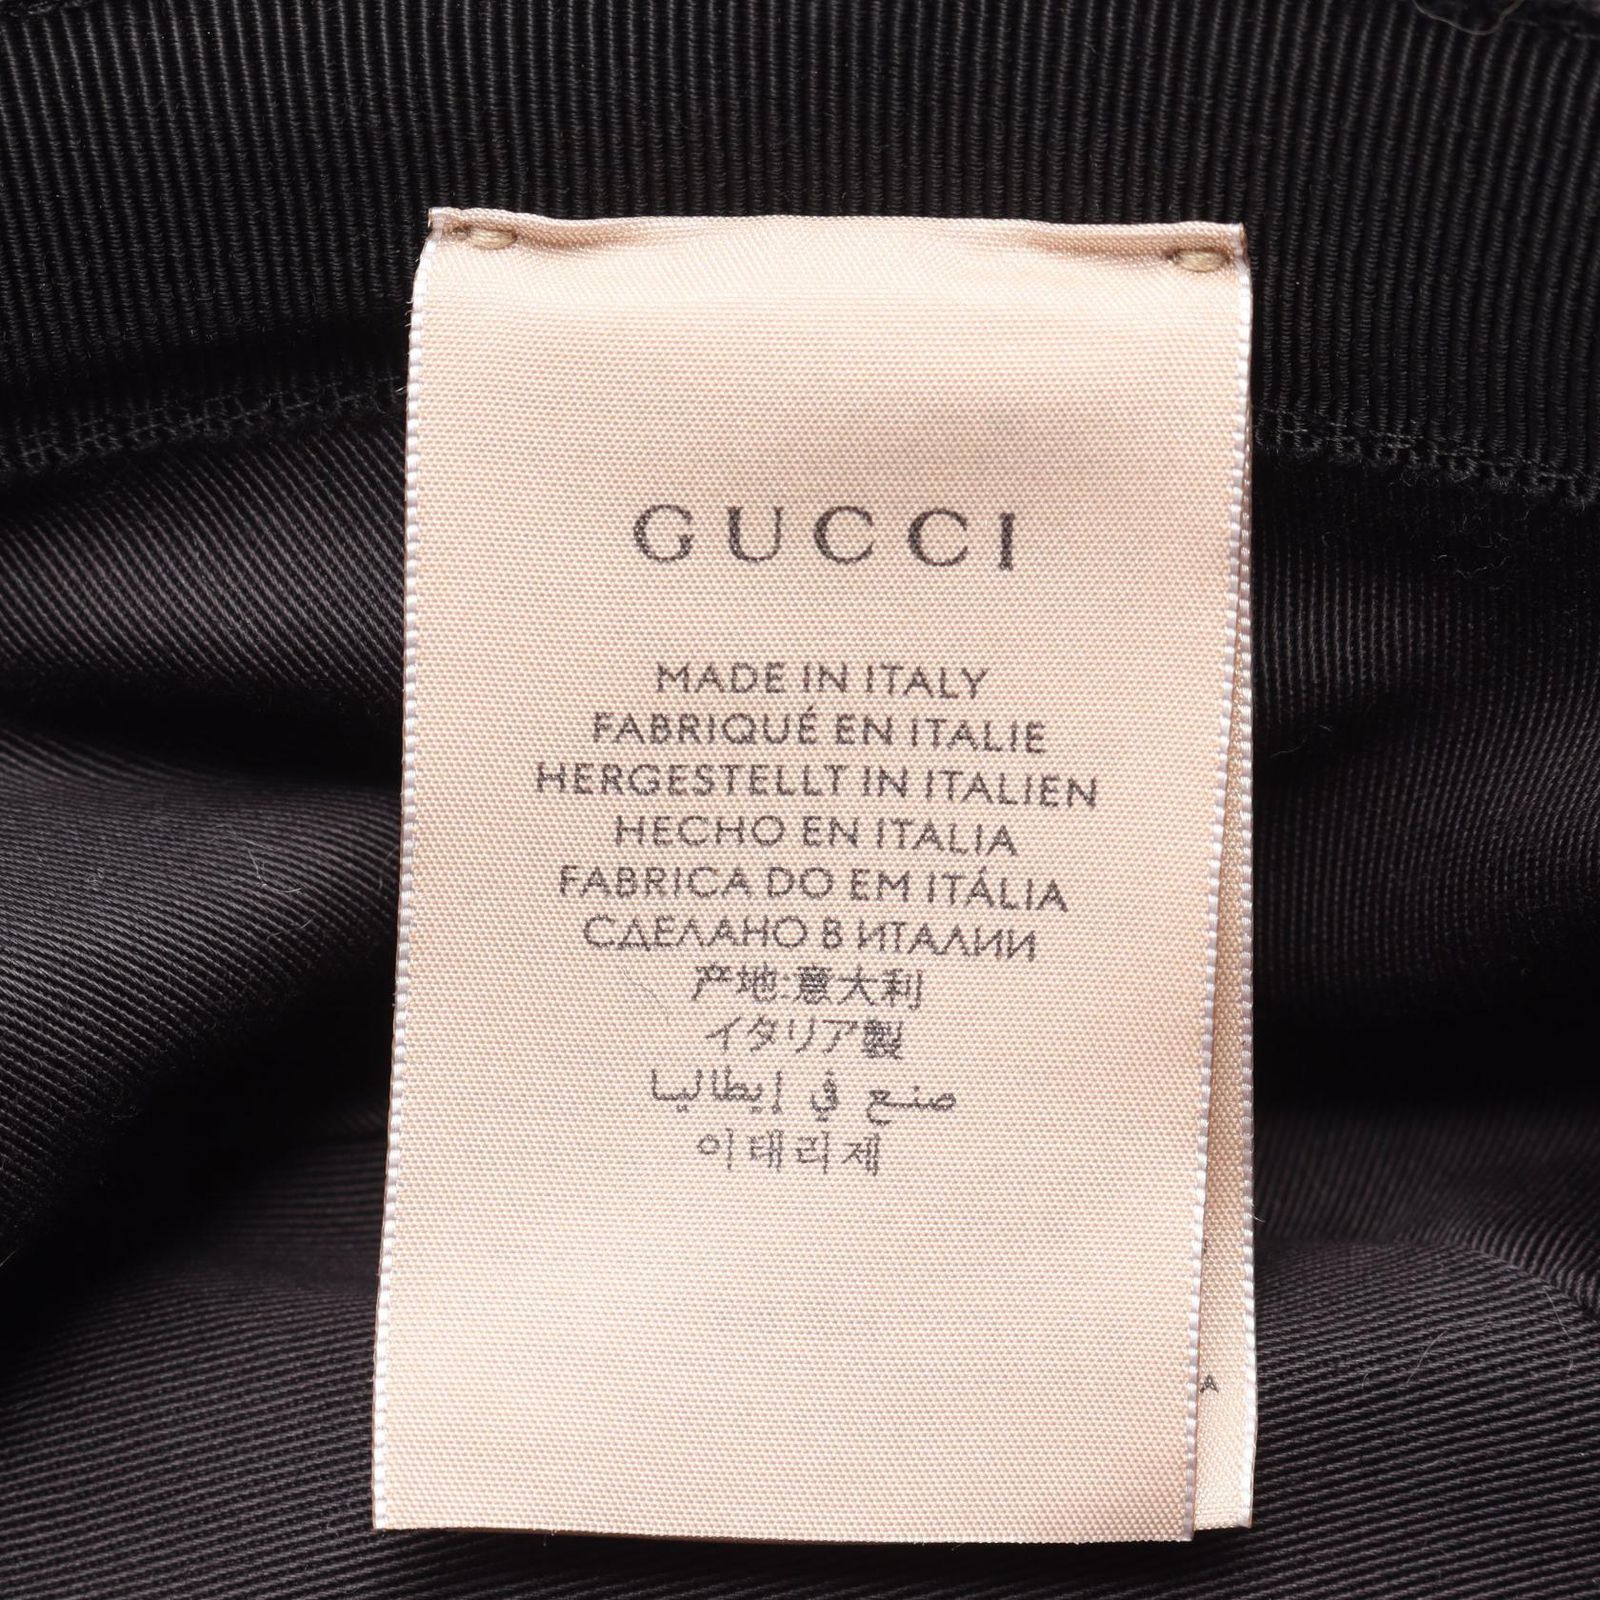 GUCCI
MADE IN ITALY
FABRIQUÉ EN ITALIE
HERGESTELLT IN ITALIEN
HECHO EN ITALIA
FABRICA DO EM ITÁLIA
СДЕЛАНО В ИТАЛИИ
产地:意大利
イタリア製
صنع في إيطاليا
이태리제
A